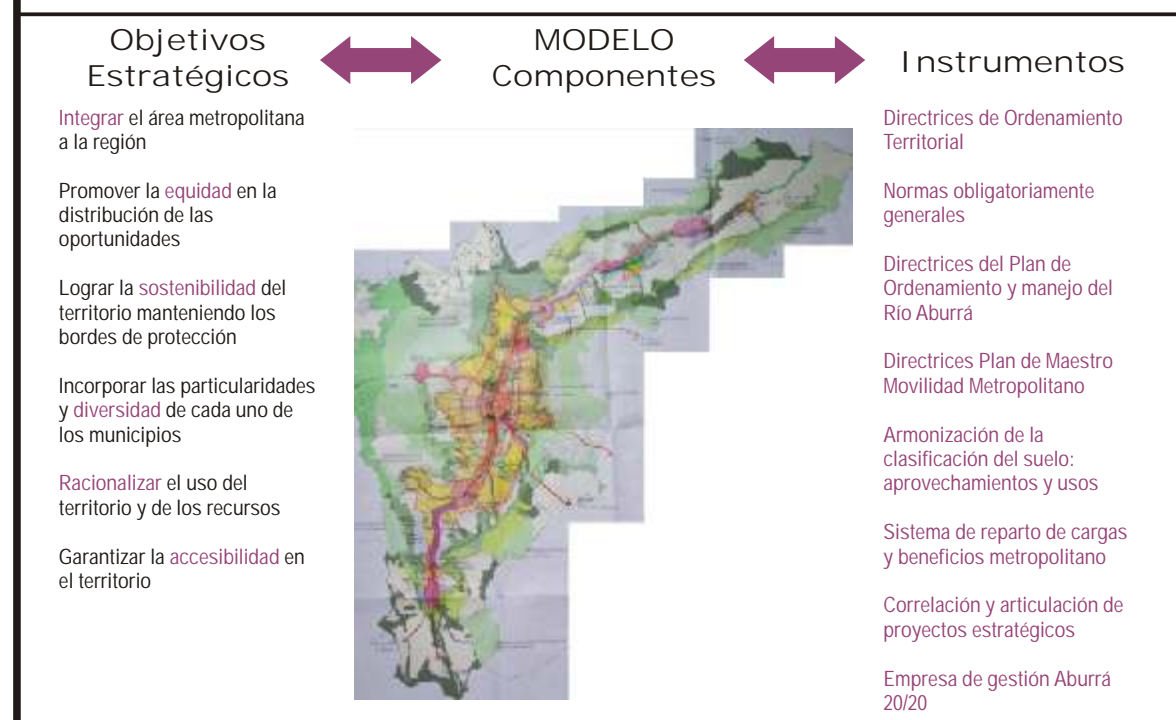 Objetivos
Estratégicos
Integrar el área metropolitana
a la región
Promover la equidad en la
distribución de las
oportunidades
Lograr la sostenibilidad del
territorio manteniendo los
bordes de protección
Incorporar las particularidades
y diversidad de cada uno de
los municipios
Racionalizar el uso del
territorio y de los recursos
Garantizar la accesibilidad en
el territorio
MODELO
Componentes
Instrumentos
Directrices de Ordenamiento
Territorial
Normas obligatoriamente
generales
Directrices del Plan de
Ordenamiento y manejo del
Río Aburrá
Directrices Plan de Maestro
Movilidad Metropolitano
Armonización de la
clasificación del suelo:
aprovechamientos y usos
Sistema de reparto de cargas
y beneficios metropolitano
Correlación y articulación de
proyectos estratégicos
Empresa de gestión Aburrá
20/20